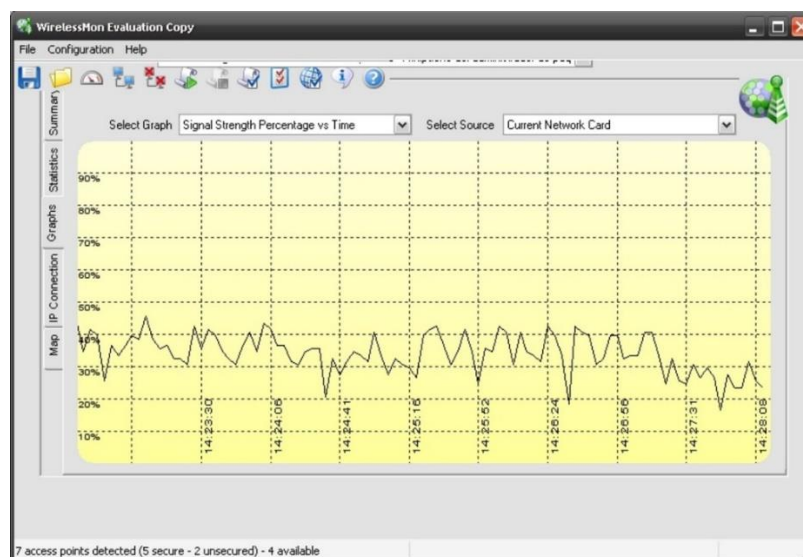 WirelessMon Evaluation Copy
File Configuration Help
Summary
Statistics
Graphs
IP Connection
Map
Select Graph Signal Strength Percentage vs Time Select Source Current Network Card
90%
80%
70%
60%
50%
40%
30%
20%
10%
14:23:30
14:24:06
14:24:41
14:25:16
14:25:52
14:26:24
14:26:56
14:27:31
14:28:08
7 access points detected (5 secure - 2 unsecured) - 4 available